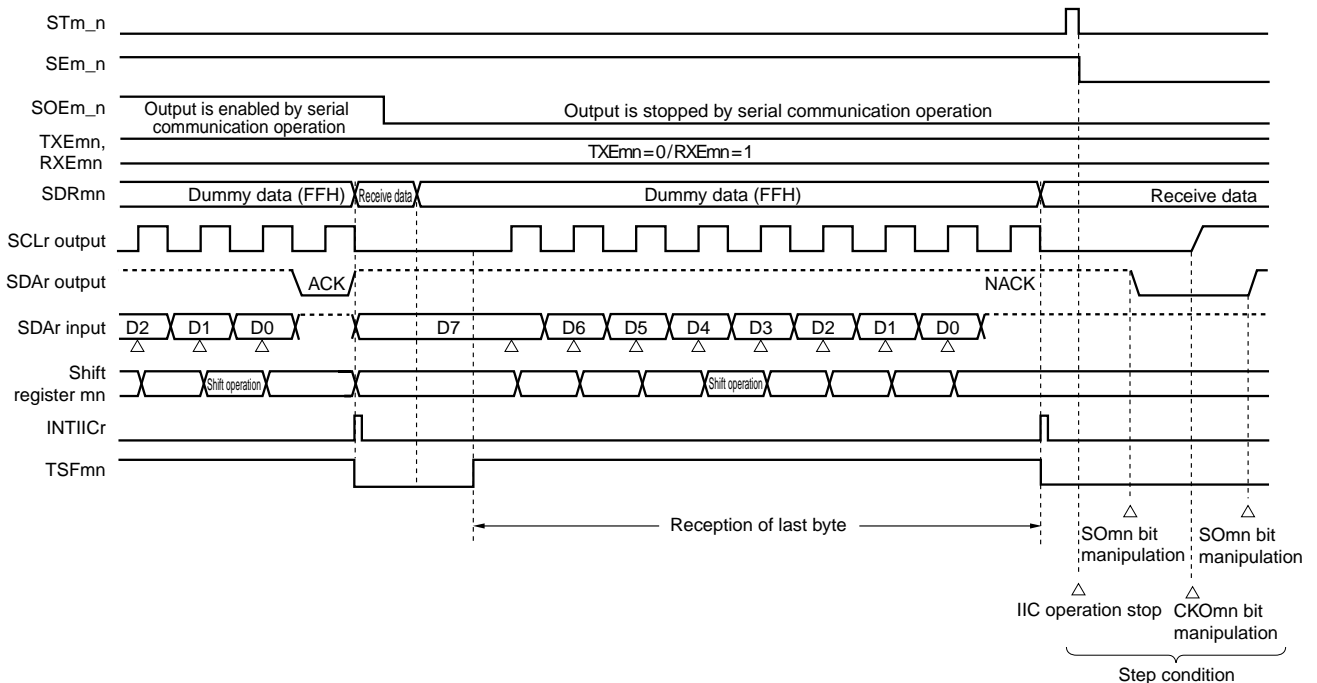 STm_n
SEm_n
SOEm_n
Output is enabled by serial
communication operation
Output is stopped by serial communication operation
TXEmn,
RXEmn
TXEmn=0/RXEmn=1
SDRmn
Dummy data (FFH)
Receive data
Dummy data (FFH)
Receive data
SCLr output
SDAr output
ACK
NACK
SDAr input
D2
D1
D0
D7
D6
D5
D4
D3
D2
D1
D0
Shift
register mn
Shift operation
Shift operation
INTIICr
TSFmn
Reception of last byte
SOmn bit
manipulation
SOmn bit
manipulation
IIC operation stop
CKOmn bit
manipulation
Step condition